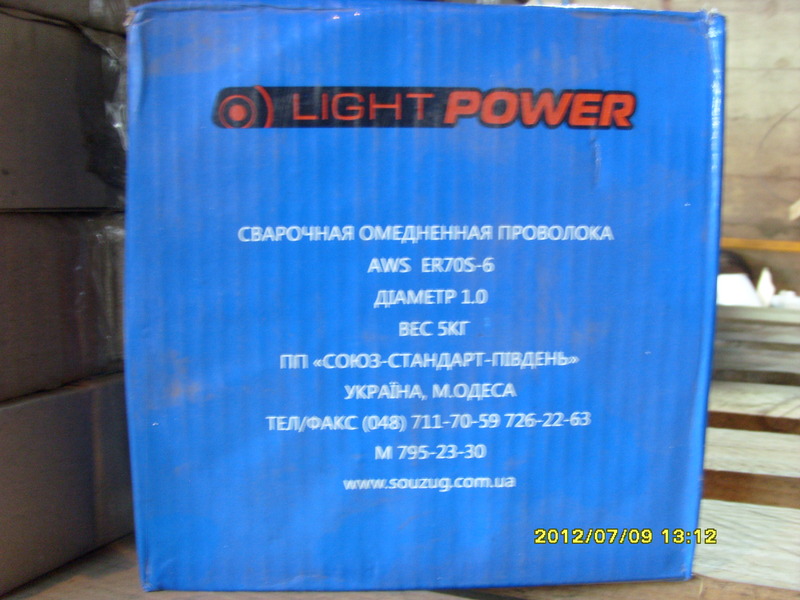 LIGHT POWER
СВАРОЧНАЯ ОМЕДНЕННАЯ ПРОВОЛОКА
AWS ER70S-6
ДІАМЕТР 1.0
ВЕС 5КГ
ПП «СОЮЗ-СТАНДАРТ-ПІВДЕНЬ»
УКРАЇНА, М.ОДЕСА
ТЕЛ/ФАКС (048) 711-70-59 726-22-63
М 795-23-30
www.souzug.com.ua
2012/07/09 13:12